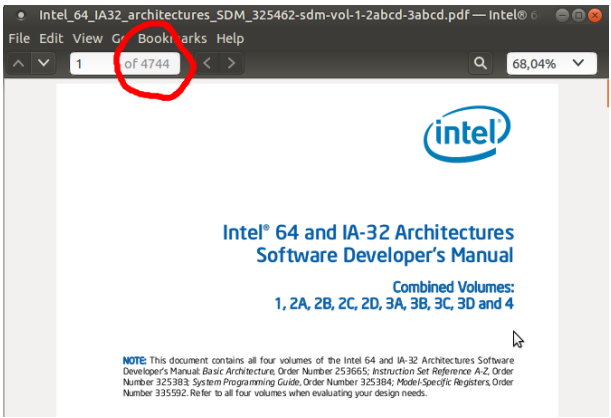 Intel_64_IA32_architectures_SDM_325462-sdm-vol-1-2abcd-3abcd.pdf — Intel® 6
File Edit View Go Bookmarks Help
1 of 4744 68,04%
intel®
Intel® 64 and IA-32 Architectures
Software Developer's Manual
Combined Volumes:
1, 2A, 2B, 2C, 2D, 3A, 3B, 3C, 3D and 4
NOTE: This document contains all four volumes of the Intel 64 and IA-32 Architectures Software
Developer's Manual: Basic Architecture, Order Number 253665; Instruction Set Reference A-Z, Order
Number 325383; System Programming Guide, Order Number 325384; Model-Specific Registers, Order
Number 335592. Refer to all four volumes when evaluating your design needs.